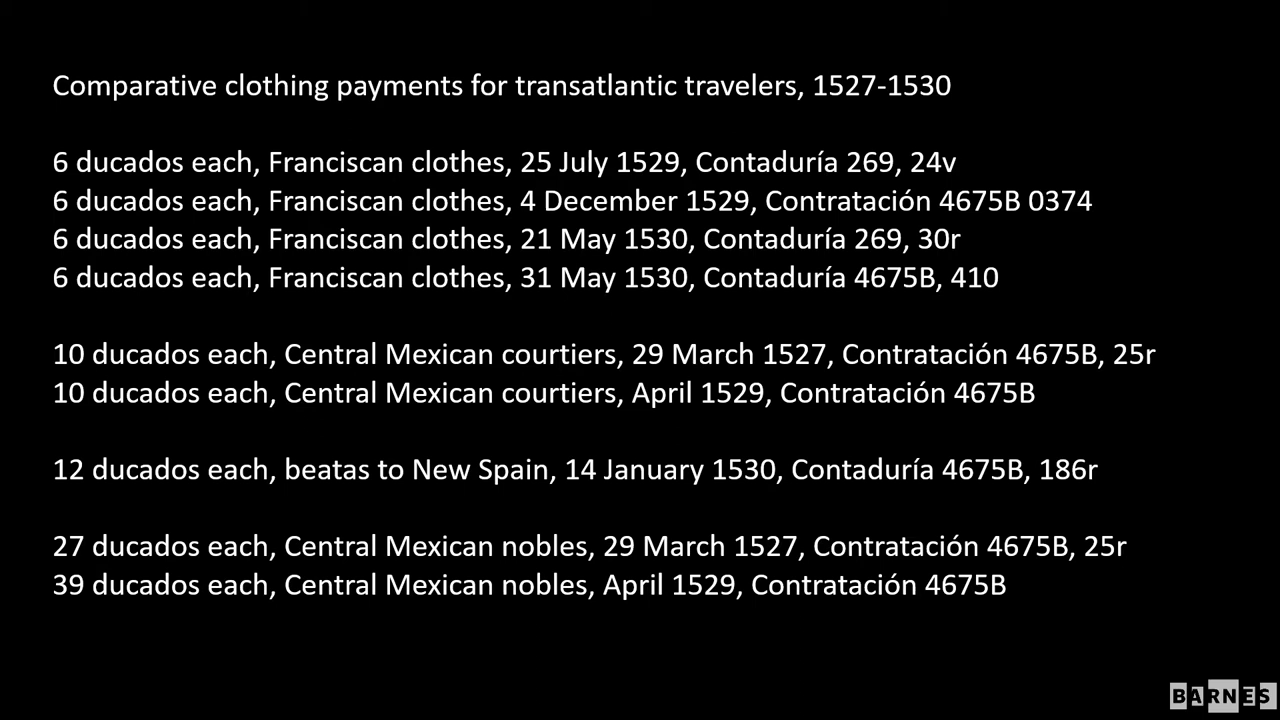 Comparative clothing payments for transatlantic travelers, 1527-1530
6 ducados each, Franciscan clothes, 25 July 1529, Contaduría 269, 24v
6 ducados each, Franciscan clothes, 4 December 1529, Contratación 4675B 0374
6 ducados each, Franciscan clothes, 21 May 1530, Contaduría 269, 30r
6 ducados each, Franciscan clothes, 31 May 1530, Contaduría 4675B, 410
10 ducados each, Central Mexican courtiers, 29 March 1527, Contratación 4675B, 25r
10 ducados each, Central Mexican courtiers, April 1529, Contratación 4675B
12 ducados each, beatas to New Spain, 14 January 1530, Contaduría 4675B, 186r
27 ducados each, Central Mexican nobles, 29 March 1527, Contratación 4675B, 25r
39 ducados each, Central Mexican nobles, April 1529, Contratación 4675B
BARNES